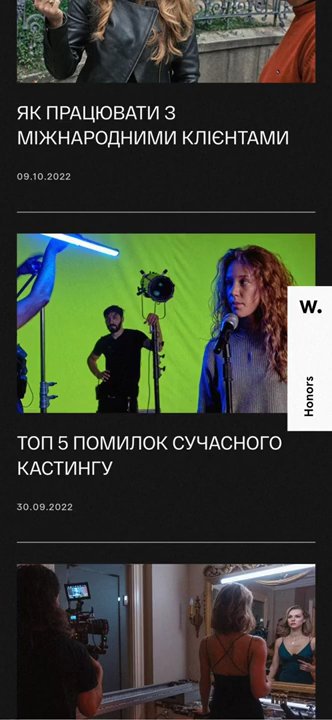 ЯК ПРАЦЮВАТИ З
МІЖНАРОДНИМИ КЛІЄНТАМИ
09.10.2022
W.
Honors
ТОП 5 ПОМИЛОК СУЧАСНОГО
КАСТИНГУ
30.09.2022